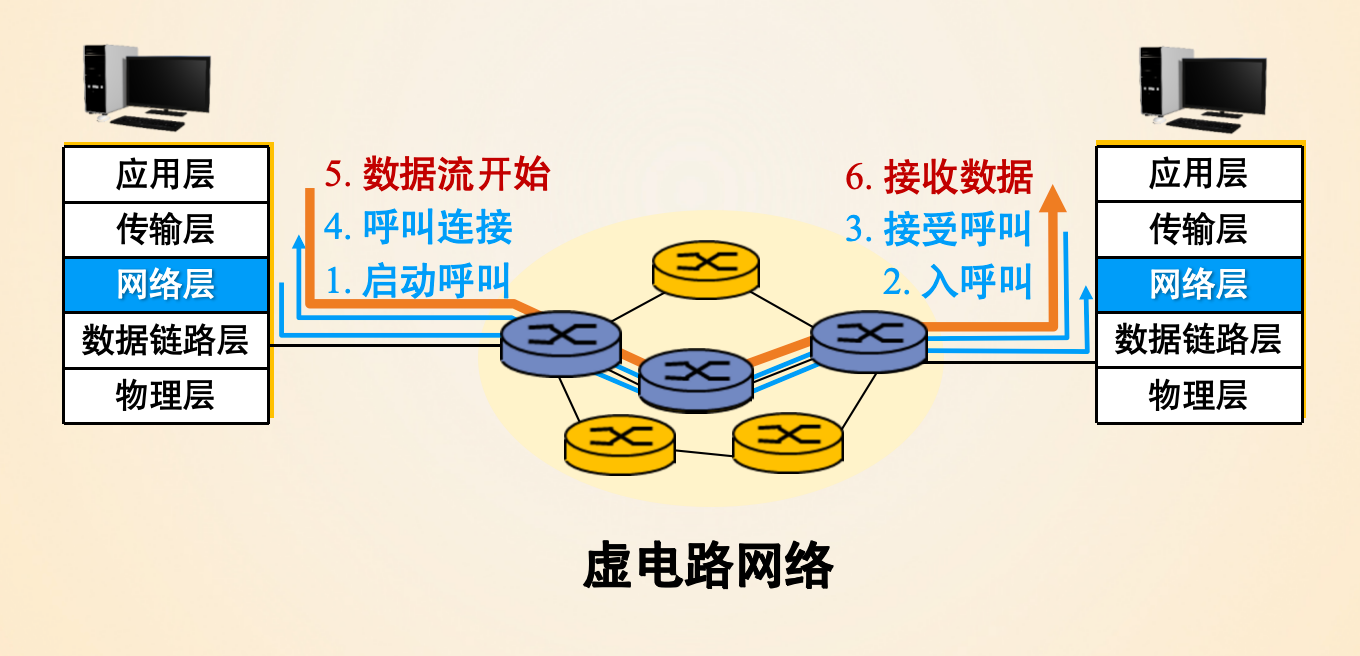 应用层
传输层
网络层
数据链路层
物理层
5. 数据流开始
4. 呼叫连接
1. 启动呼叫
6. 接收数据
3. 接受呼叫
2. 入呼叫
应用层
传输层
网络层
数据链路层
物理层
虚电路网络